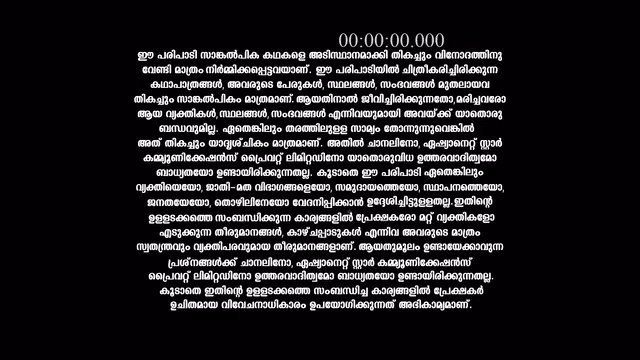 00:00:00.000
ഈ പരിപാടി സാങ്കൽപിക കഥകളെ അടിസ്ഥാനമാക്കി തികച്ചും വിനോദത്തിനു
വേണ്ടി മാത്രം നിർമ്മിക്കപ്പെട്ടവയാണ്. ഈ പരിപാടിയിൽ ചിത്രീകരിച്ചിരിക്കുന്ന
കഥാപാത്രങ്ങൾ, അവരുടെ പേരുകൾ, സ്ഥലങ്ങൾ, സംഭവങ്ങൾ മുതലായവ
തികച്ചും സാങ്കൽപികം മാത്രമാണ്. ആയതിനാൽ ജീവിച്ചിരിക്കുന്നതോ,മരിച്ചവരോ
ആയ വ്യക്തികൾ,സ്ഥലങ്ങൾ,സംഭവങ്ങൾ എന്നിവയുമായി അവയ്ക്ക് യാതൊരു
ബന്ധവുമില്ല. ഏതെങ്കിലും തരത്തിലുളള സാമ്യം തോന്നുന്നുവെങ്കിൽ
അത് തികച്ചും യാദൃശ്ചികം മാത്രമാണ്. അതിൽ ചാനലിനോ, ഏഷ്യാനെറ്റ് സ്റ്റാർ
കമ്മ്യൂണിക്കേഷൻസ് പ്രൈവറ്റ് ലിമിറ്റഡിനോ യാതൊരുവിധ ഉത്തരവാദിത്വമോ
ബാധ്യതയോ ഉണ്ടായിരിക്കുന്നതല്ല. കൂടാതെ ഈ പരിപാടി ഏതെങ്കിലും
വ്യക്തിയെയോ, ജാതി-മത വിഭാഗങ്ങളെയോ, സമുദായത്തെയോ, സ്ഥാപനത്തെയോ,
ജനതയേയോ, തൊഴിലിനേയോ വേദനിപ്പിക്കാൻ ഉദ്ദേശിച്ചിട്ടുളളതല്ല.ഇതിന്റെ
ഉളളടക്കത്തെ സംബന്ധിക്കുന്ന കാര്യങ്ങളിൽ പ്രേക്ഷകരോ മറ്റ് വ്യക്തികളോ
എടുക്കുന്ന തീരുമാനങ്ങൾ, കാഴ്ചപ്പാടുകൾ എന്നിവ അവരുടെ മാത്രം
സ്വതന്ത്രവും വ്യക്തിപരവുമായ തീരുമാനങ്ങളാണ്. ആയതുമൂലം ഉണ്ടായേക്കാവുന്ന
പ്രശ്നങ്ങൾക്ക് ചാനലിനോ, ഏഷ്യാനെറ്റ് സ്റ്റാർ കമ്മ്യൂണിക്കേഷൻസ്
പ്രൈവറ്റ് ലിമിറ്റഡിനോ ഉത്തരവാദിത്വമോ ബാധ്യതയോ ഉണ്ടായിരിക്കുന്നതല്ല.
കൂടാതെ ഇതിന്റെ ഉളളടക്കത്തെ സംബന്ധിച്ച കാര്യങ്ങളിൽ പ്രേക്ഷകർ
ഉചിതമായ വിവേചനാധികാരം ഉപയോഗിക്കുന്നത് അഭികാമ്യമാണ്.